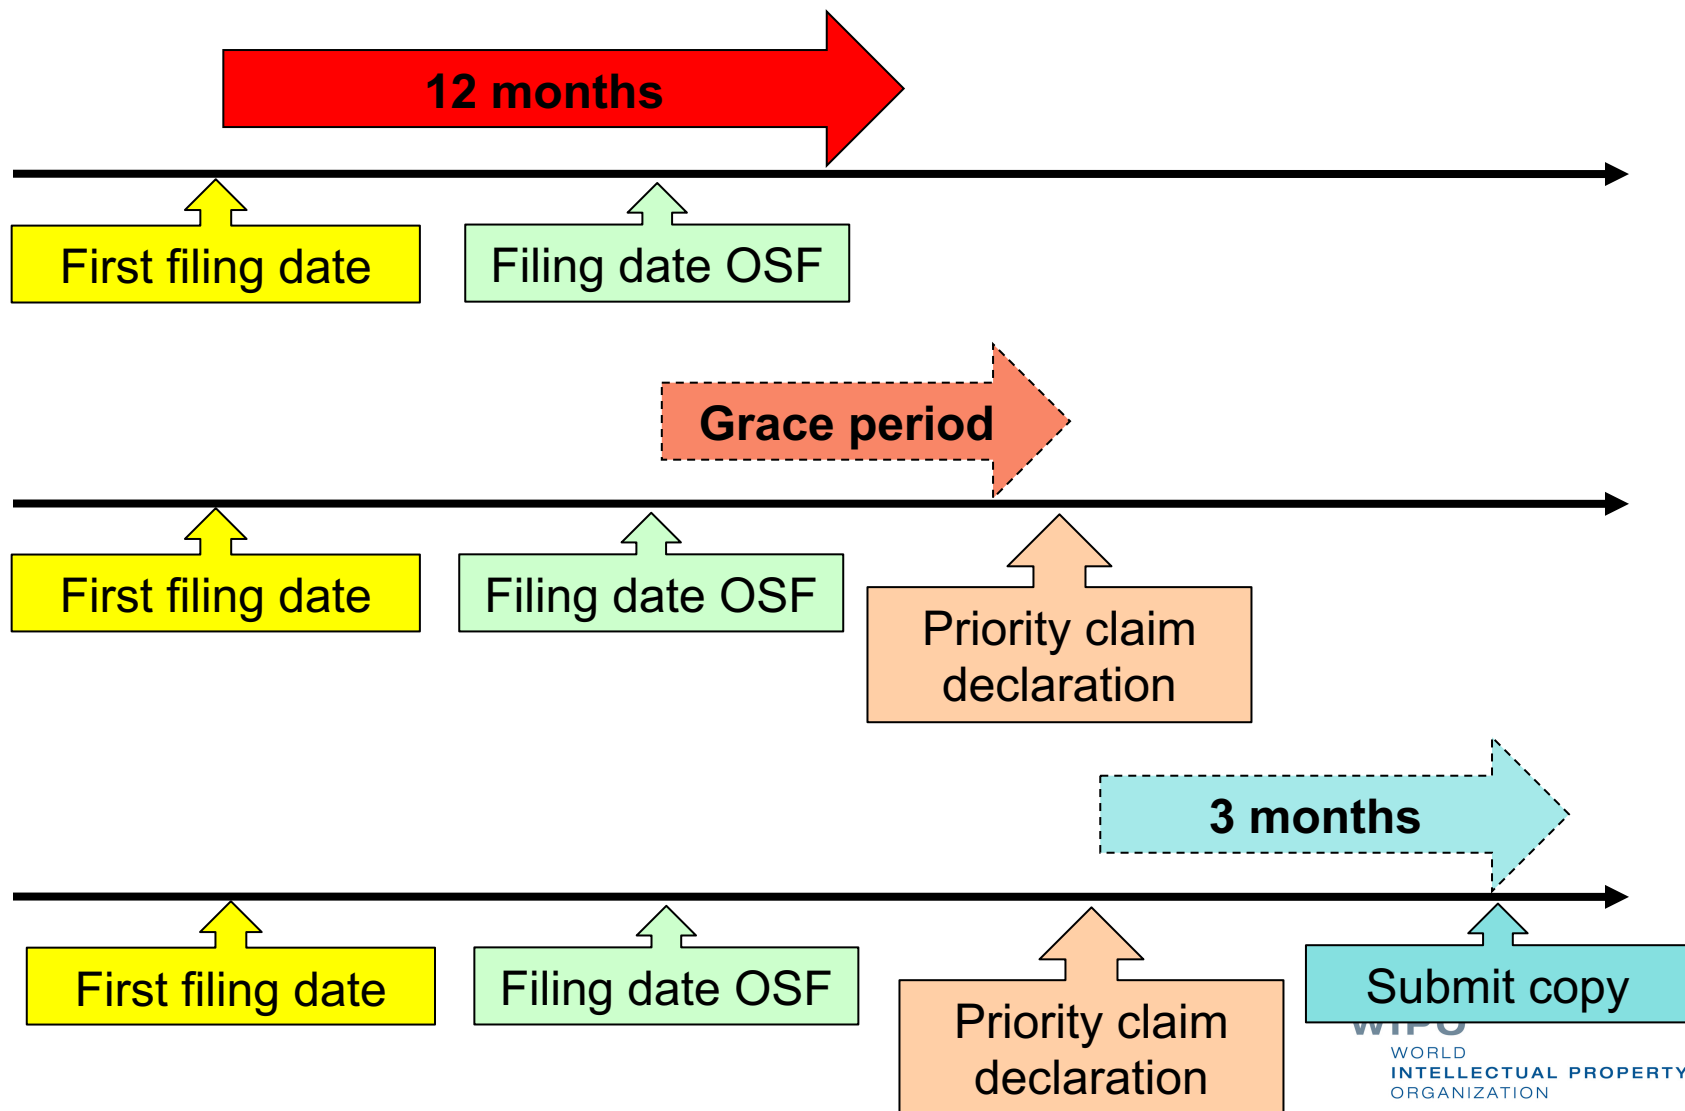 12 months
First filing date
Filing date OSF
Grace period
First filing date
Filing date OSF
Priority claim
declaration
3 months
First filing date
Filing date OSF
Priority claim
declaration
Submit copy
WIPO
WORLD
INTELLECTUAL PROPERTY
ORGANIZATION